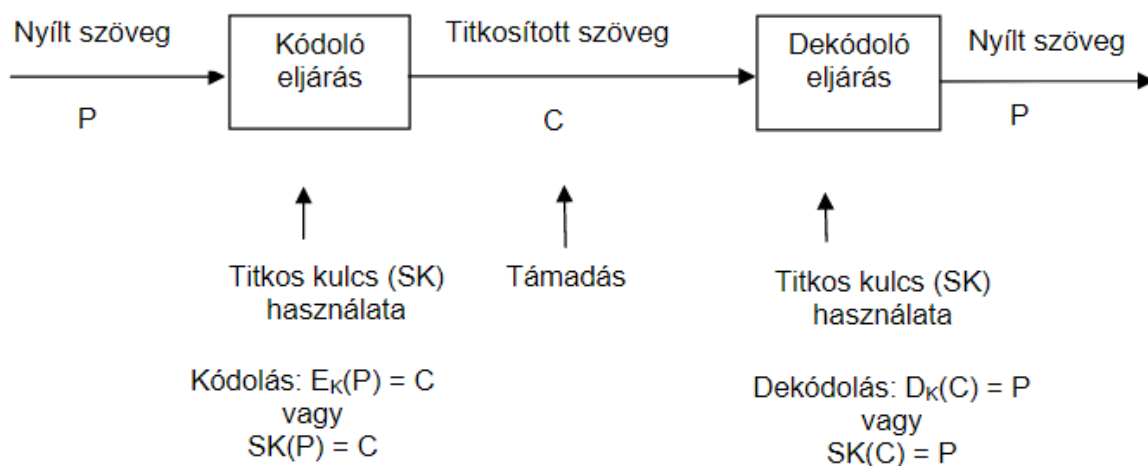 Nyílt szöveg
P
Kódoló
eljárás
Titkosított szöveg
C
Dekódoló
eljárás
Nyílt szöveg
P
Titkos kulcs (SK)
használata
Támadás
Titkos kulcs (SK)
használata
Kódolás: EK(P) = C
vagy
SK(P) = C
Dekódolás: DK(C) = P
vagy
SK(C) = P